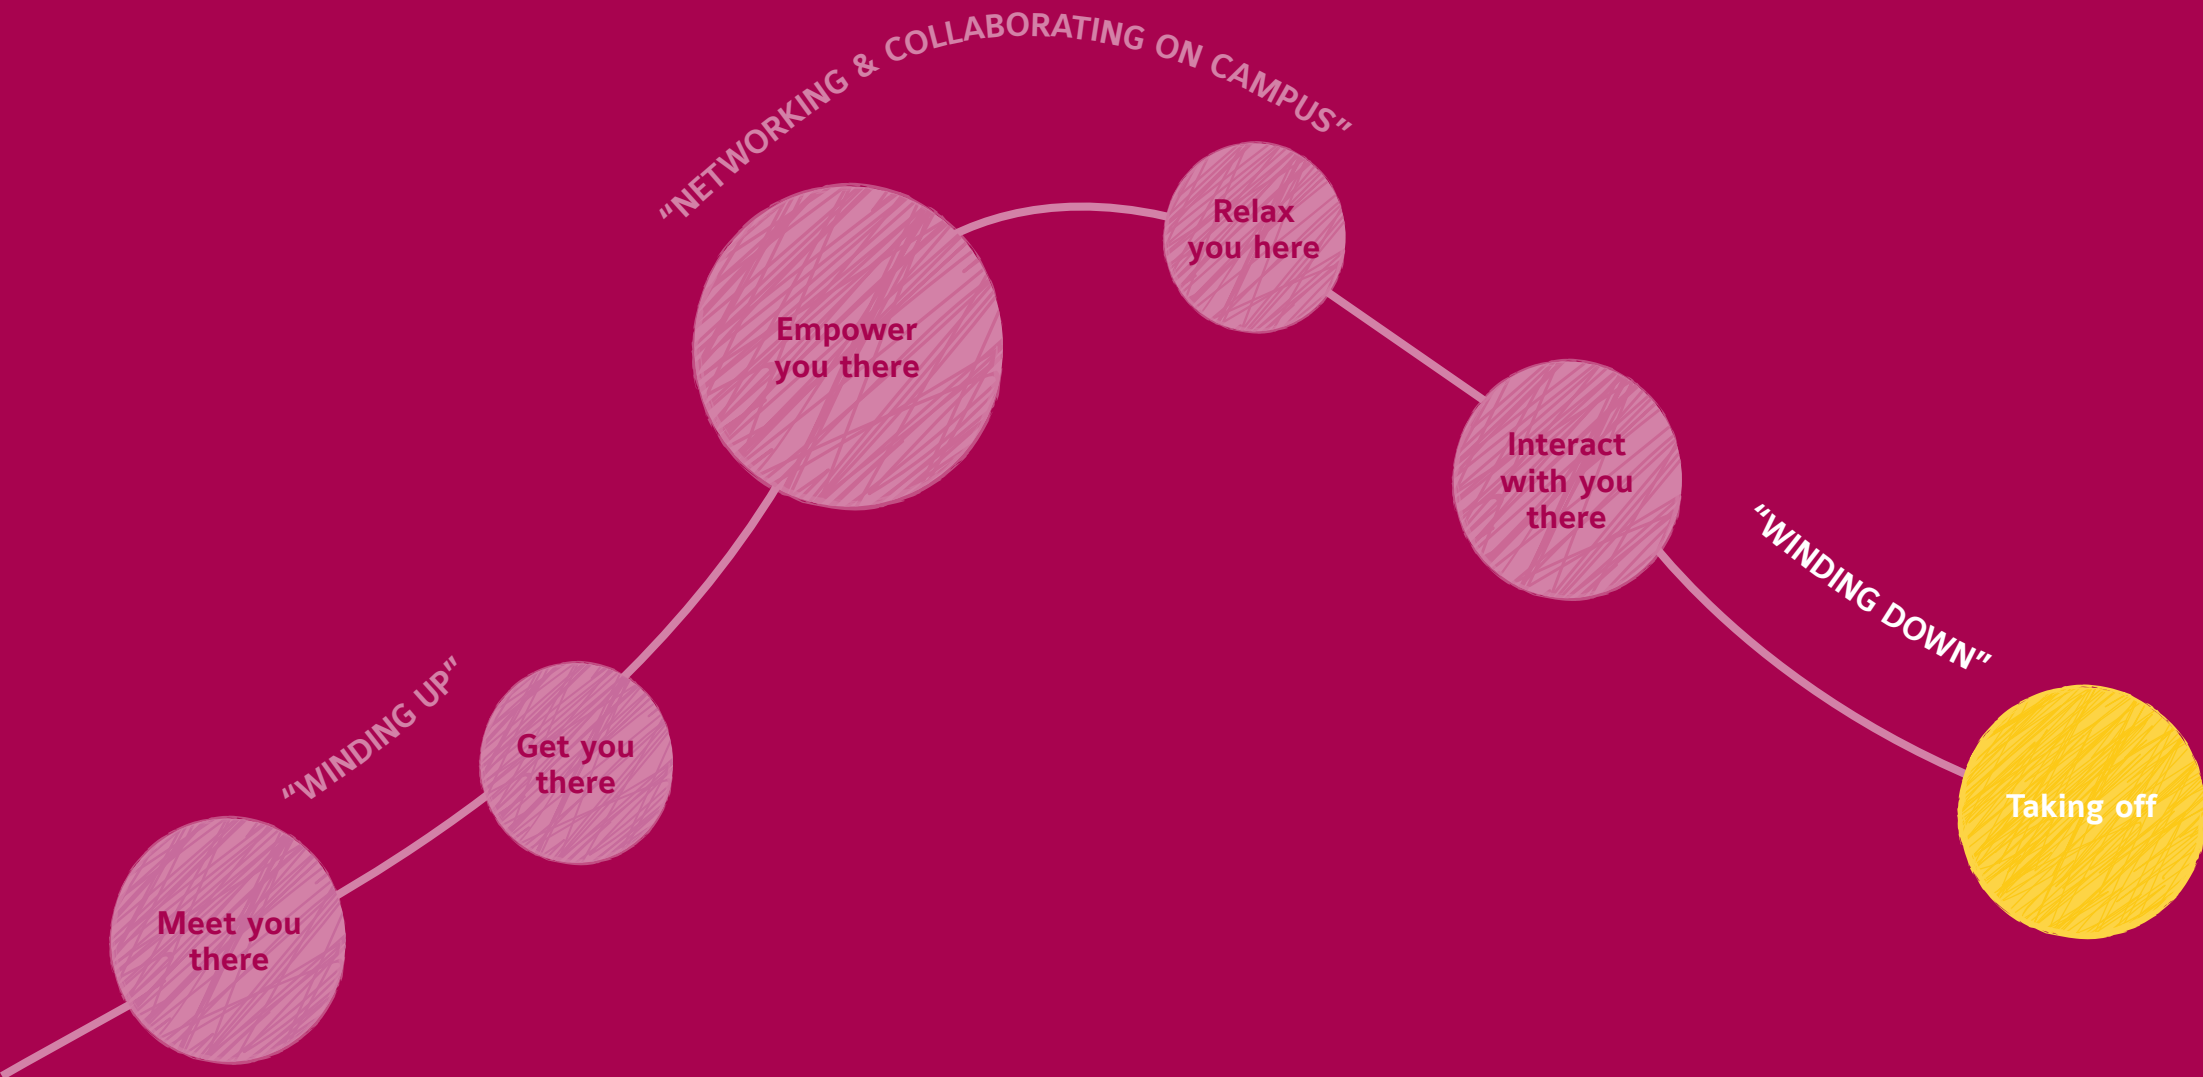 “NETWORKING & COLLABORATING ON CAMPUS”
Relax
you here
Empower
you there
Interact
with you
there
“WINDING DOWN”
“WINDING UP”
Get you
there
Taking off
Meet you
there